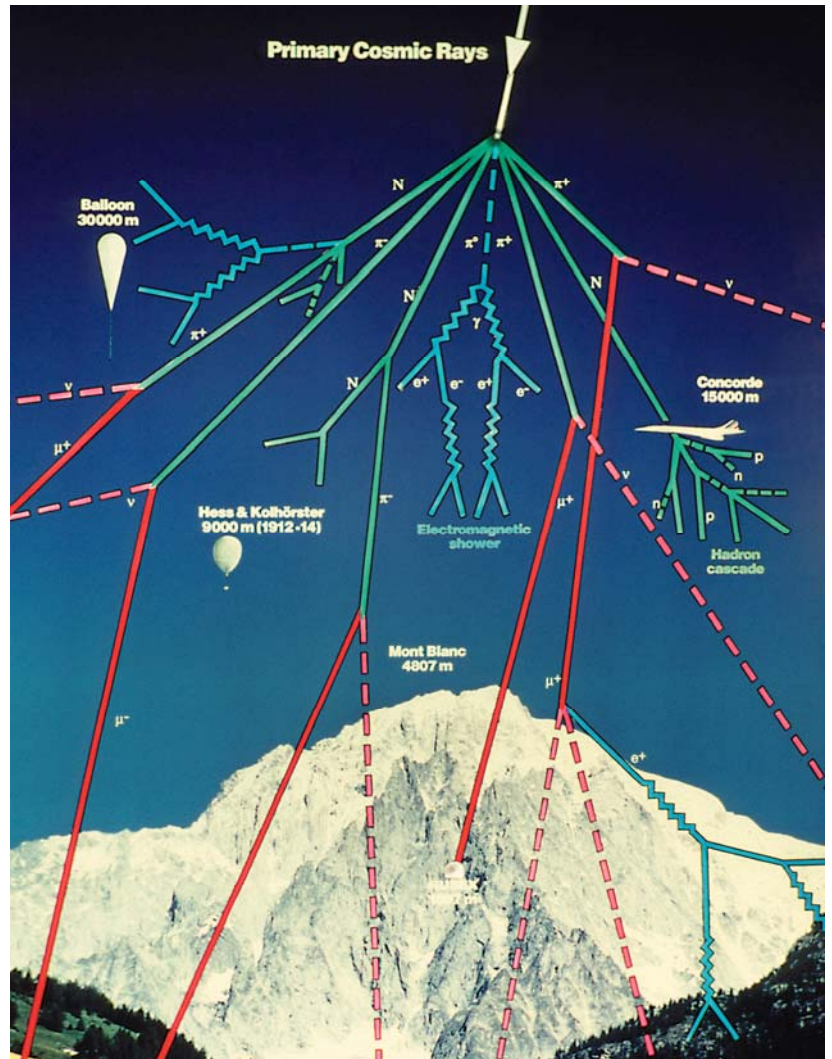 Primary Cosmic Rays
N
π+
Balloon
30000 m
π-
π°
π+
N
N
ν
γ
π+
e+
e-
e+
e-
N
Concorde
15000 m
ν
μ+
ν
p
n
ν
μ+
n
p
π-
Hess & Kolhörster
9000 m (1912-14)
Electromagnetic
shower
Hadron
cascade
Mont Blanc
4807 m
μ+
μ-
e+